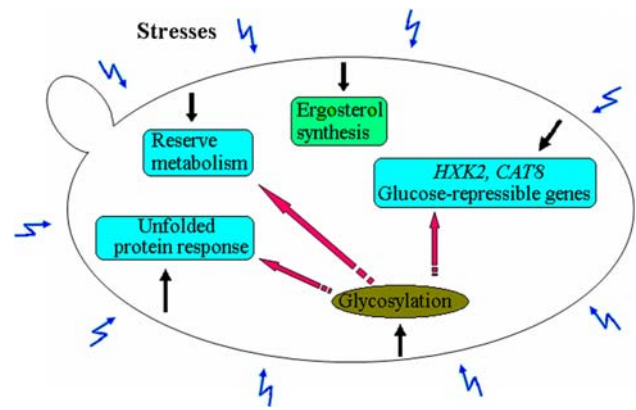 Stresses
Ergosterol
synthesis
Reserve
metabolism
HXK2, CAT8
Glucose-repressible genes
Unfolded
protein response
Glycosylation